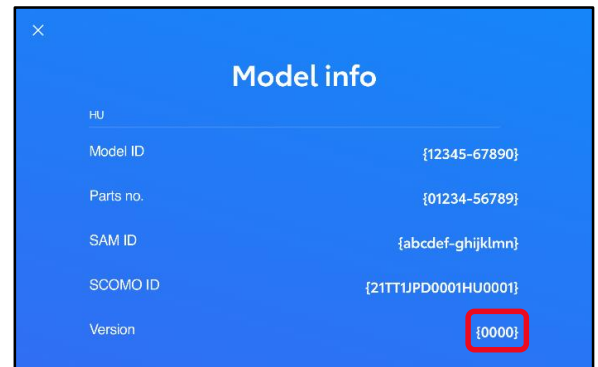 ×
Model info
HU
Model ID {12345-67890}
Parts no. {01234-56789}
SAM ID {abcdef-ghijklmn}
SCOMO ID {21TT1JPD0001HU0001}
Version {0000}